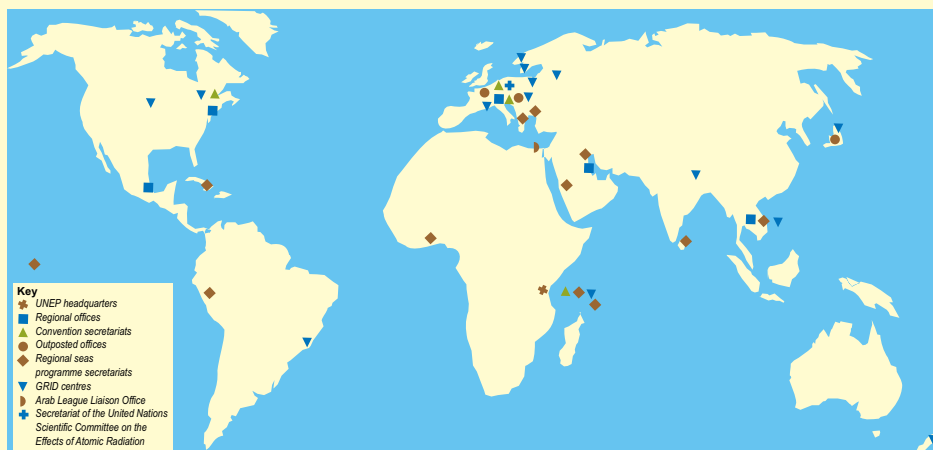 Key
UNEP headquarters
Regional offices
Convention secretariats
Outposted offices
Regional seas
programme secretariats
GRID centres
Arab League Liaison Office
Secretariat of the United Nations
Scientific Committee on the
Effects of Atomic Radiation